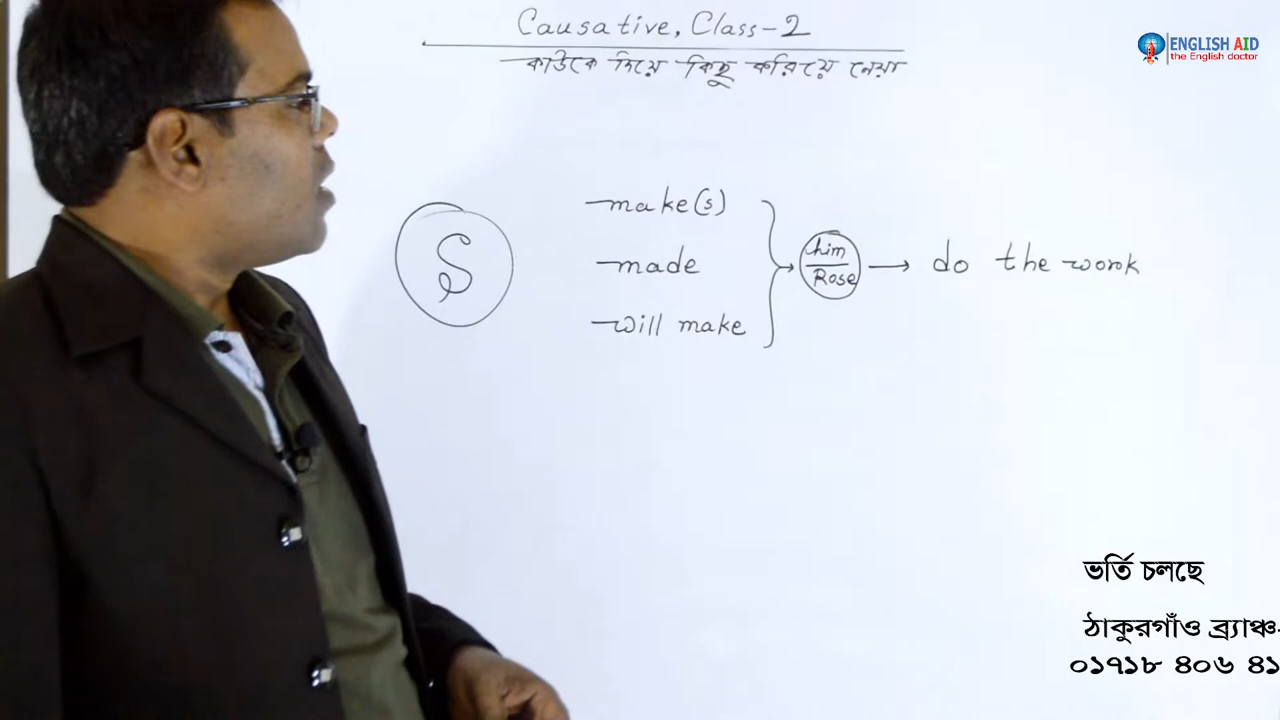 Causative, Class-2
কাউকে দিয়ে কিছু করিয়ে নেয়া
ENGLISH AID
the English doctor
S
make(s)
made
will make
him
Rose
do the work
ভর্তি চলছে
ঠাকুরগাঁও ব্র্যাঞ্চ-
০১৭১৮ ৪০৬ ৪১